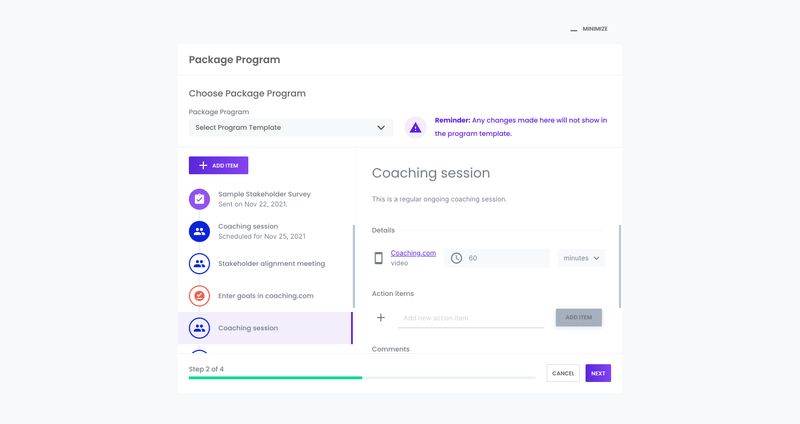 MINIMIZE
Package Program
Choose Package Program
Package Program
Select Program Template
Reminder: Any changes made here will not show in
the program template.
ADD ITEM
Sample Stakeholder Survey
Sent on Nov 22, 2021.
Coaching session
Scheduled for Nov 25, 2021
Stakeholder alignment meeting
Enter goals in coaching.com
Coaching session
Coaching session
This is a regular ongoing coaching session.
Details
Coaching.com
video
60
minutes
Action items
Add new action item
ADD ITEM
Comments
Step 2 of 4
CANCEL
NEXT